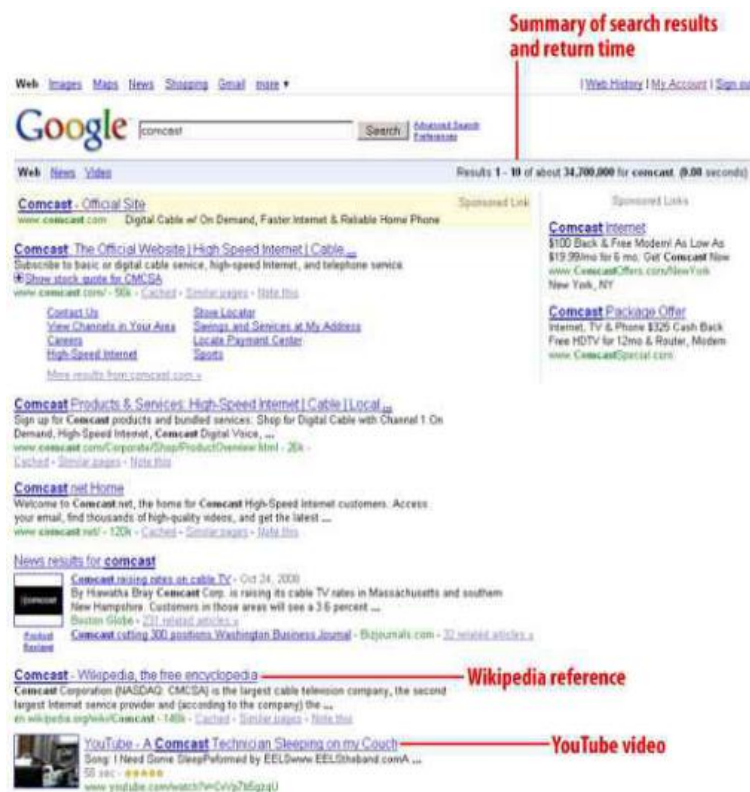 Summary of search results
and return time
Web Images Maps News Shopping Gmail more ▼
| Web History | My Account | Sign ou
Google comcast Search Advanced Search
Preferences
Web News Video Results 1 - 10 of about 34,700,000 for comcast. (0.00 seconds)
Comcast - Official Site Sponsored Link
www.comcast.com Digital Cable w/ On Demand, Faster Internet & Reliable Home Phone
Comcast: The Official Website | High Speed Internet | Cable ...
Subscribe to basic or digital cable service, high-speed Internet, and telephone service.
Show stock quote for CMCSA
www.comcast.com/ - 90k - Cached - Similar pages - Note this
Contact Us Store Locator
View Channels in Your Area Savings and Services at My Address
Careers Locate Payment Center
High-Speed Internet Sports
More results from comcast.com »
Sponsored Links
Comcast Internet
$100 Back & Free Modem! As Low As
$19.99/mo for 6 mo. Get Comcast Now
www.ComcastOffers.com/NewYork
New York, NY
Comcast Package Offer
Internet, TV & Phone $325 Cash Back
Free HDTV for 12mo & Router, Modem
www.ComcastSpecial.com
Comcast Products & Services: High-Speed Internet | Cable | Local ...
Sign up for Comcast products and bundled services: Shop for Digital Cable with Channel 1 On
Demand, High-Speed Internet, Comcast Digital Voice, ...
www.comcast.com/Corporate/Shop/ProductOverview.html - 26k -
Cached - Similar pages - Note this
Comcast.net Home
Welcome to Comcast.net, the home for Comcast High-Speed Internet customers. Access
your email, find thousands of high-quality videos, and get the latest ...
www.comcast.net/ - 120k - Cached - Similar pages - Note this
News results for comcast
Comcast raising rates on cable TV - Oct 24, 2008
By Hiawatha Bray Comcast Corp. is raising its cable TV rates in Massachusetts and southern
New Hampshire. Customers in those areas will see a 3.6 percent ...
Boston Globe - 231 related articles »
Comcast cutting 300 positions Washington Business Journal - Bizjournals.com - 32 related articles »
Comcast - Wikipedia, the free encyclopedia
Wikipedia reference
Comcast Corporation (NASDAQ: CMCSA) is the largest cable television company, the second
largest Internet service provider and (according to the company) the ...
en.wikipedia.org/wiki/Comcast - 146k - Cached - Similar pages - Note this
YouTube - A Comcast Technician Sleeping on my Couch
YouTube video
Song: I Need Some SleepPeformed by EELSwww.EELStheband.comA ...
58 sec - ★★★★★